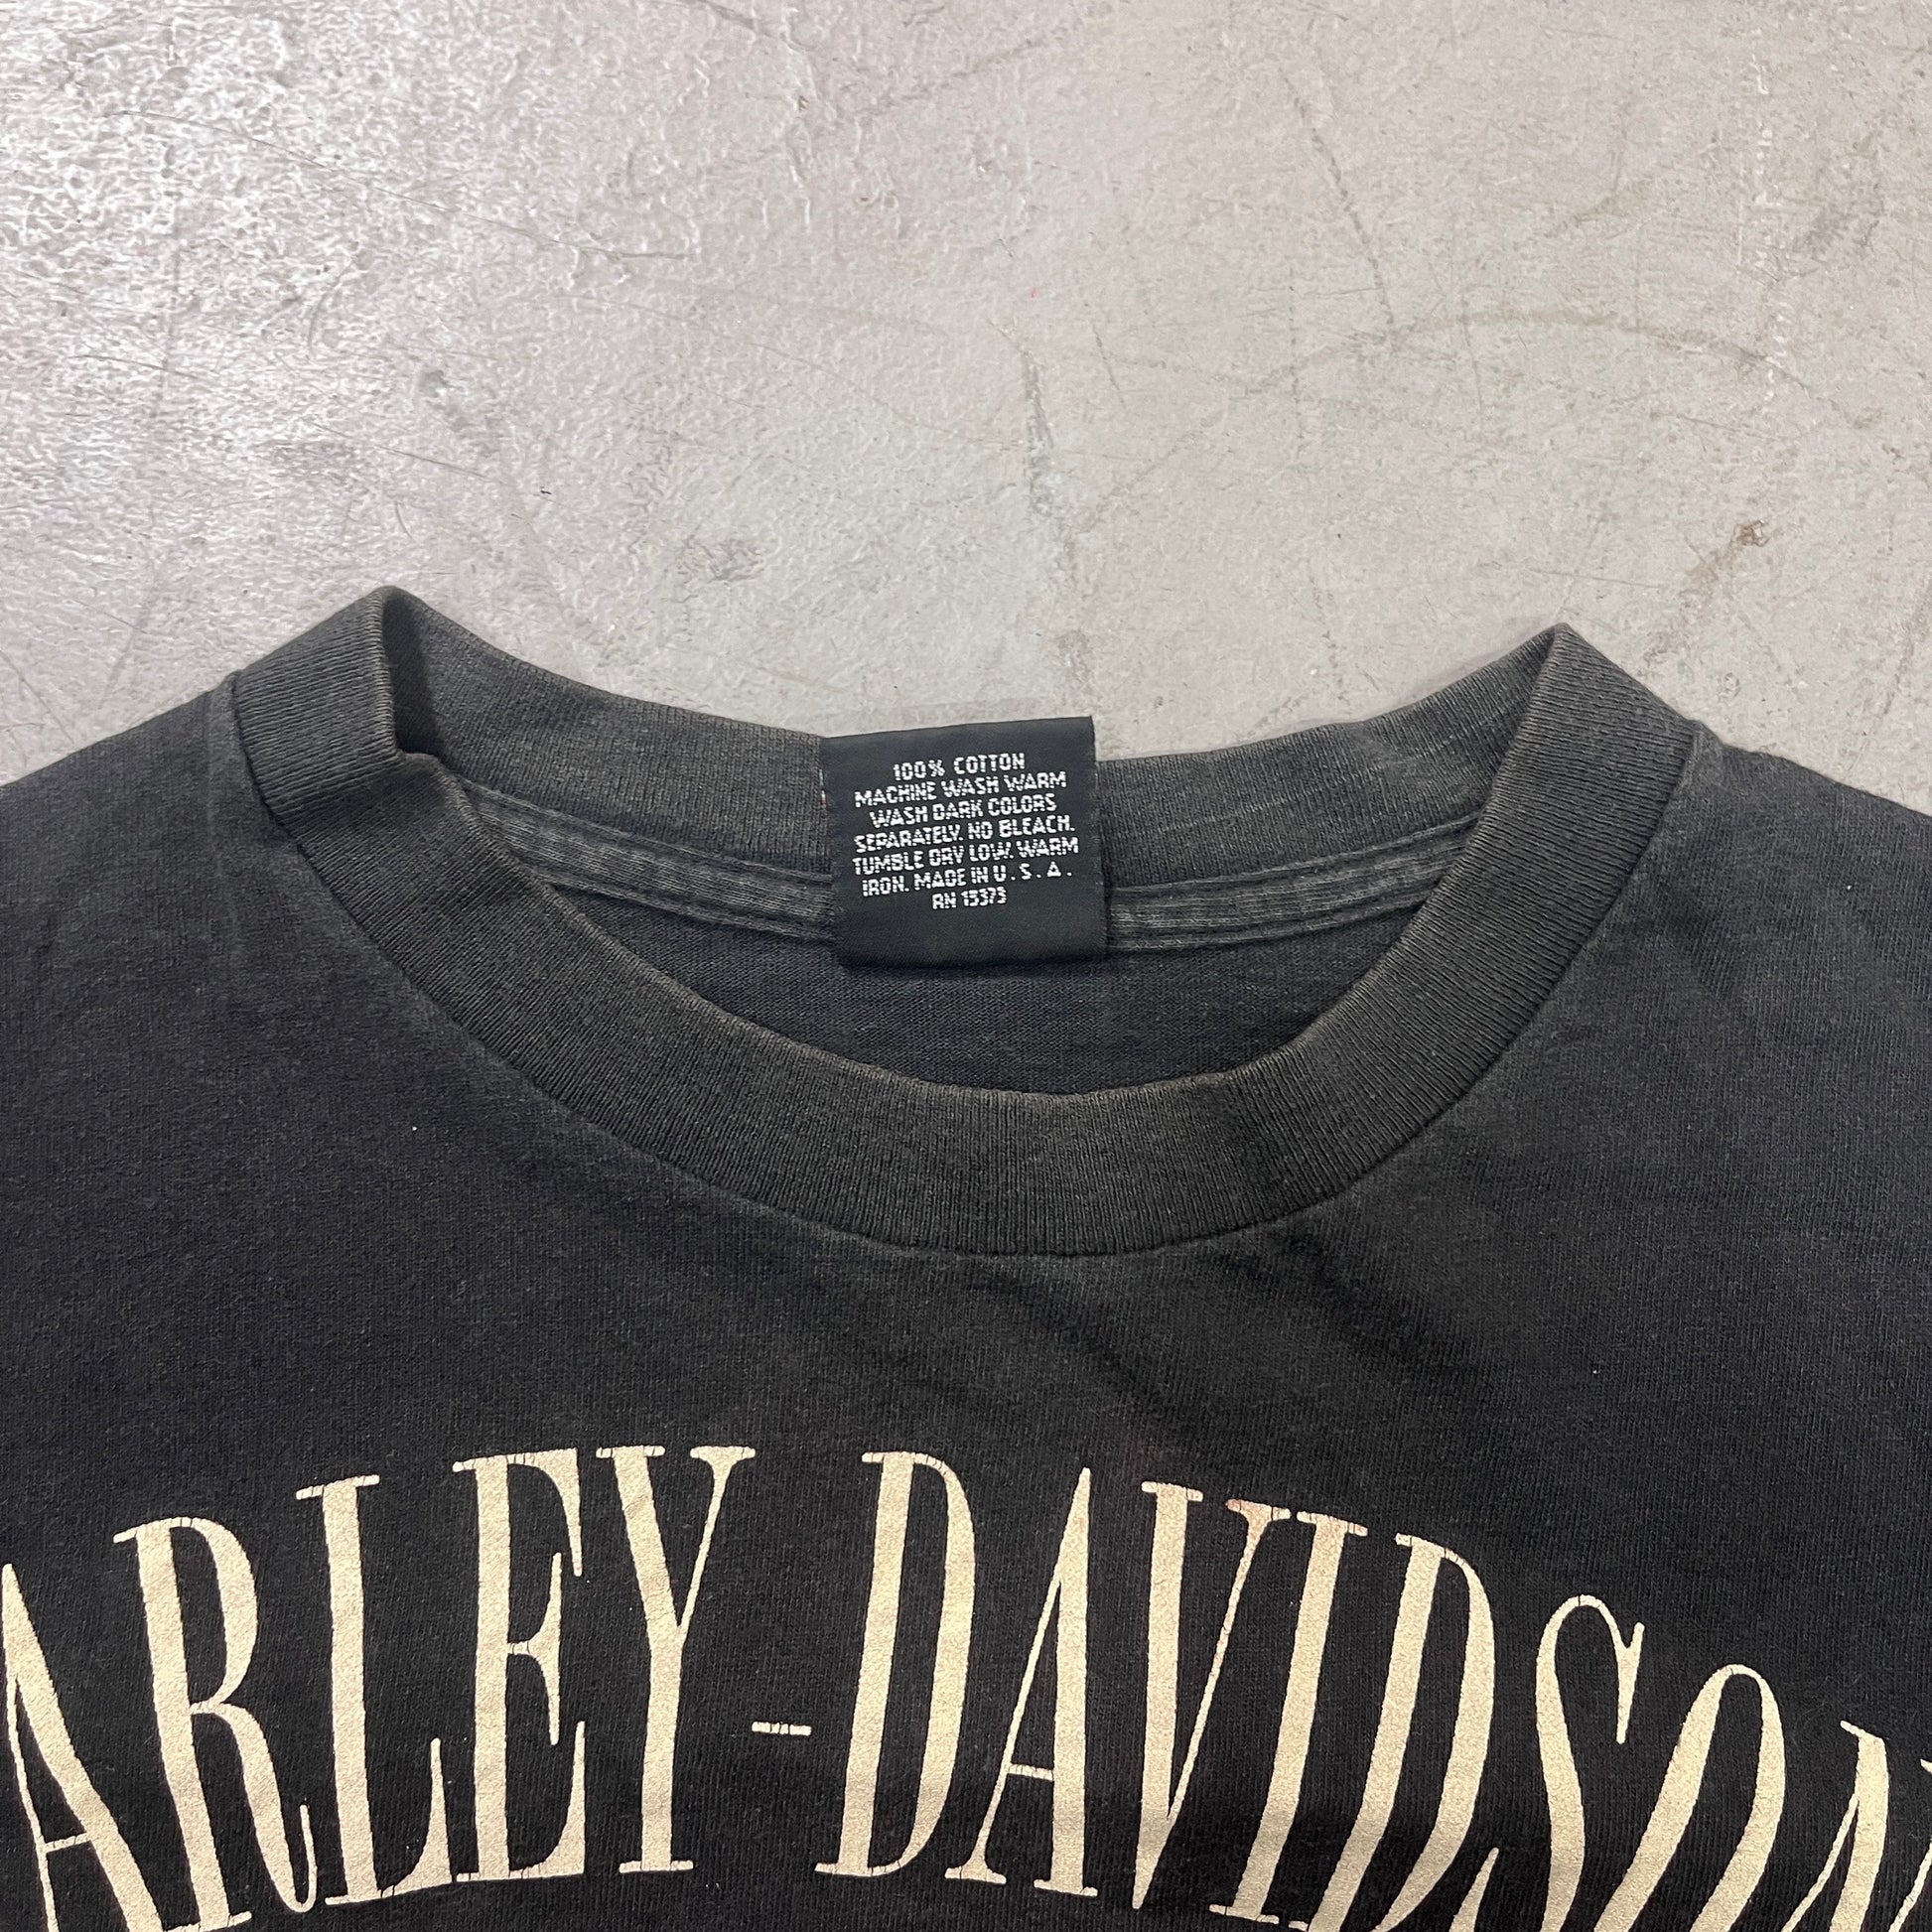 100% COTTON
MACHINE WASH WARM
WASH DARK COLORS
SEPARATELY. NO BLEACH.
TUMBLE DRY LOW. WARM
IRON. MADE IN U.S.A.
RN 13373
ARLEY-DAVIDSON